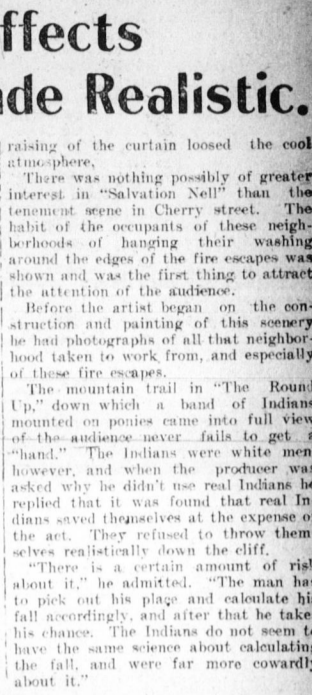 ffects
de Realistic.
raising of the curtain loosed the cool
atmosphere,
There was nothing possibly of greater
interest in "Salvation Nell" than the
tenement scene in Cherry street. The
habit of the occupants of these neigh-
borhoods of hanging their washing
around the edges of the fire escapes was
shown and was the first thing to attract
the attention of the audience.
Before the artist began on the con-
struction and painting of this scenery
he had photographs of all that neighbor-
hood taken to work from, and especially
of these fire escapes.
The mountain trail in "The Round
Up," down which a band of Indians
mounted on ponies came into full view
of the audience never fails to get a
"hand." The Indians were white men
however, and when the producer was
asked why he didn't use real Indians he
replied that it was found that real In
dians saved themselves at the expense o
the act. They refused to throw them
selves realistically down the cliff.
"There is a certain amount of ris
about it," he admitted. "The man ha
to pick out his place and calculate hi
fall accordingly, and after that he take
his chance. The Indians do not seem t
have the same science about calculating
the fall, and were far more cowardly
about it."